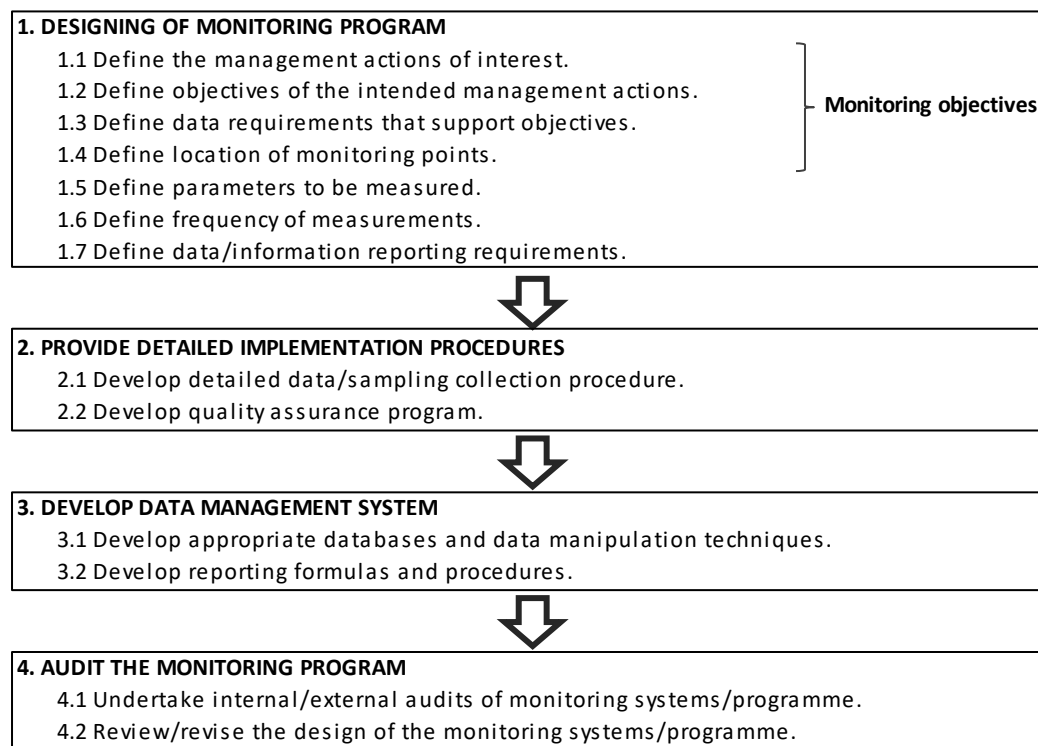 1. DESIGNING OF MONITORING PROGRAM
1.1 Define the management actions of interest.
1.2 Define objectives of the intended management actions.
1.3 Define data requirements that support objectives.
1.4 Define location of monitoring points.
Monitoring objectives
1.5 Define parameters to be measured.
1.6 Define frequency of measurements.
1.7 Define data/information reporting requirements.
2. PROVIDE DETAILED IMPLEMENTATION PROCEDURES
2.1 Develop detailed data/sampling collection procedure.
2.2 Develop quality assurance program.
3. DEVELOP DATA MANAGEMENT SYSTEM
3.1 Develop appropriate databases and data manipulation techniques.
3.2 Develop reporting formulas and procedures.
4. AUDIT THE MONITORING PROGRAM
4.1 Undertake internal/external audits of monitoring systems/programme.
4.2 Review/revise the design of the monitoring systems/programme.